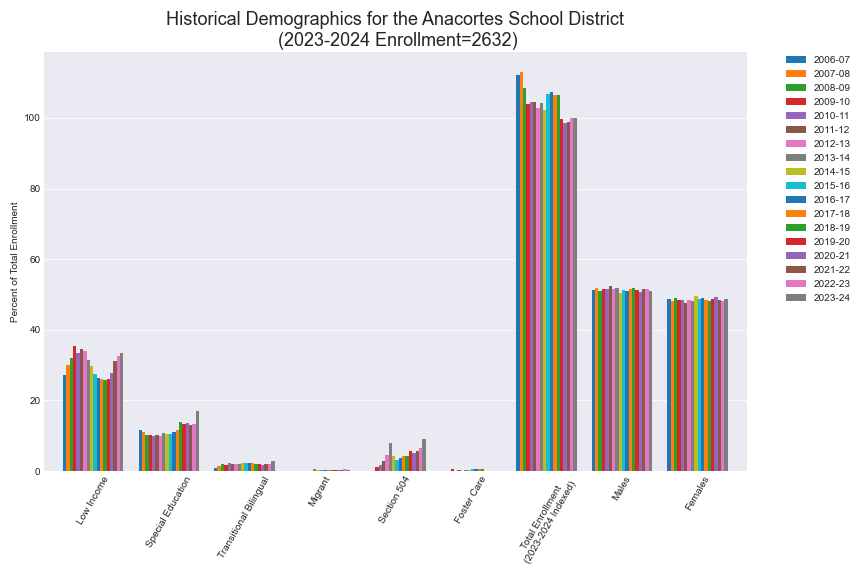 Historical Demographics for the Anacortes School District
(2023-2024 Enrollment=2632)
Percent of Total Enrollment
100
80
60
40
20
0
Low Income
Special Education
Transitional Bilingual
Migrant
Section 504
Foster Care
Total Enrollment
(2023-2024 Indexed)
Males
Females
2006-07
2007-08
2008-09
2009-10
2010-11
2011-12
2012-13
2013-14
2014-15
2015-16
2016-17
2017-18
2018-19
2019-20
2020-21
2021-22
2022-23
2023-24